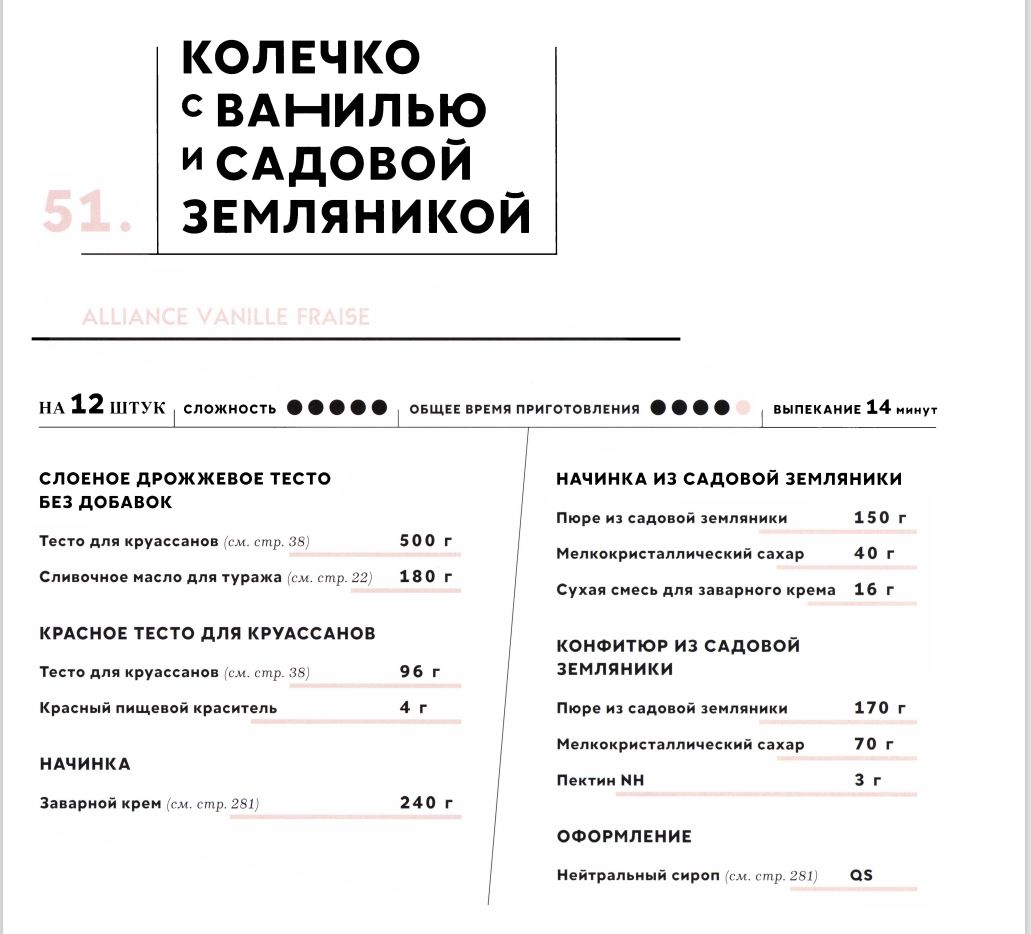 51.
КОЛЕЧКО
С ВАНИЛЬЮ
И САДОВОЙ
ЗЕМЛЯНИКОЙ
ALLIANCE VANILLE FRAISE
НА 12 ШТУК СЛОЖНОСТЬ ОБЩЕЕ ВРЕМЯ ПРИГОТОВЛЕНИЯ ВЫПЕКАНИЕ 14 минут
СЛОЕНОЕ ДРОЖЖЕВОЕ ТЕСТО
БЕЗ ДОБАВОК
Тесто для круассанов (см. стр. 38) 500 г
Сливочное масло для туража (см. стр. 22) 180 г
КРАСНОЕ ТЕСТО ДЛЯ КРУАССАНОВ
Тесто для круассанов (см. стр. 38) 96 г
Красный пищевой краситель 4 г
НАЧИНКА
Заварной крем (см. стр. 281) 240 г
НАЧИНКА ИЗ САДОВОЙ ЗЕМЛЯНИКИ
Пюре из садовой земляники 150 г
Мелкокристаллический сахар 40 г
Сухая смесь для заварного крема 16 г
КОНФИТЮР ИЗ САДОВОЙ
ЗЕМЛЯНИКИ
Пюре из садовой земляники 170 г
Мелкокристаллический сахар 70 г
Пектин NH 3 г
ОФОРМЛЕНИЕ
Нейтральный сироп (см. стр. 281) QS